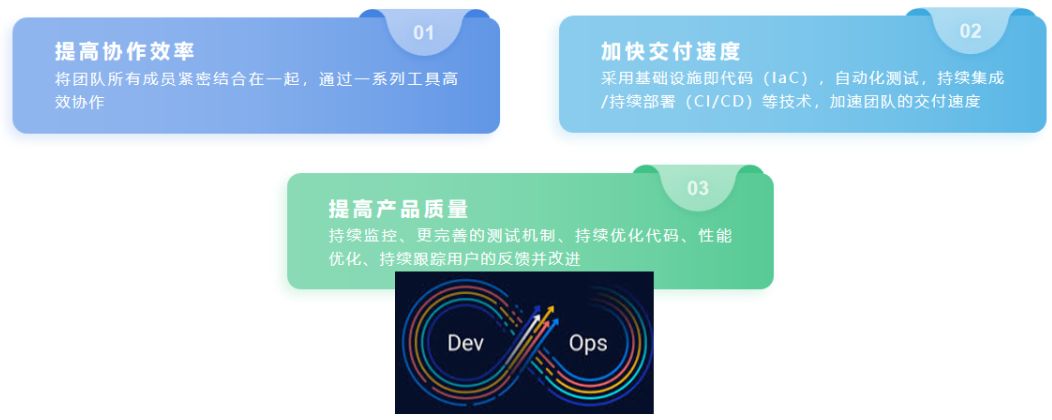 01
提高协作效率
将团队所有成员紧密结合在一起，通过一系列工具高
效协作
02
加快交付速度
采用基础设施即代码（IaC），自动化测试，持续集成
/持续部署（CI/CD）等技术，加速团队的交付速度
03
提高产品质量
持续监控、更完善的测试机制、持续优化代码、性能
优化、持续跟踪用户的反馈并改进
Dev
Ops